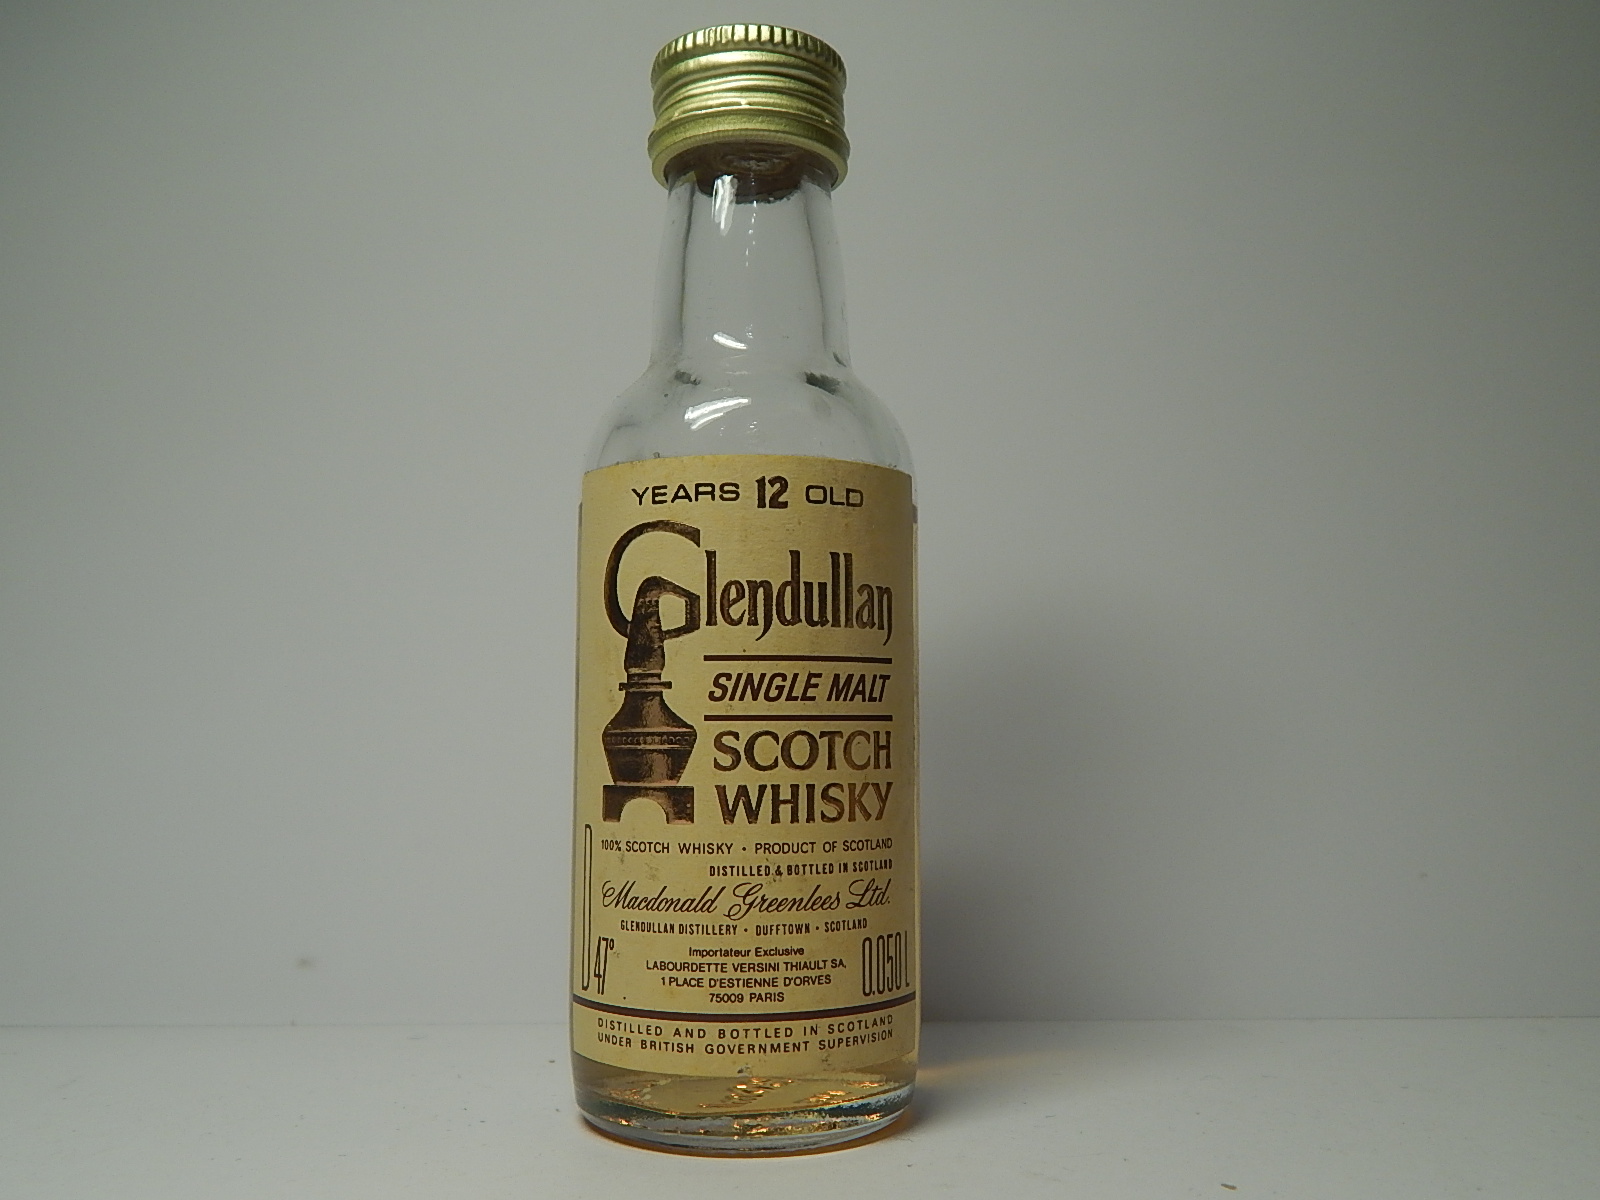 YEARS 12 OLD
Glendullan
SINGLE MALT
SCOTCH
WHISKY
100% SCOTCH WHISKY · PRODUCT OF SCOTLAND
DISTILLED & BOTTLED IN SCOTLAND
Macdonald Greenlees Ltd.
GLENDULLAN DISTILLERY · DUFFTOWN · SCOTLAND
D
47°
Importateur Exclusive
LABOURDETTE VERSINI THIAULT SA,
1 PLACE D'ESTIENNE D'ORVES
75009 PARIS
0.050 L
DISTILLED AND BOTTLED IN SCOTLAND
UNDER BRITISH GOVERNMENT SUPERVISION